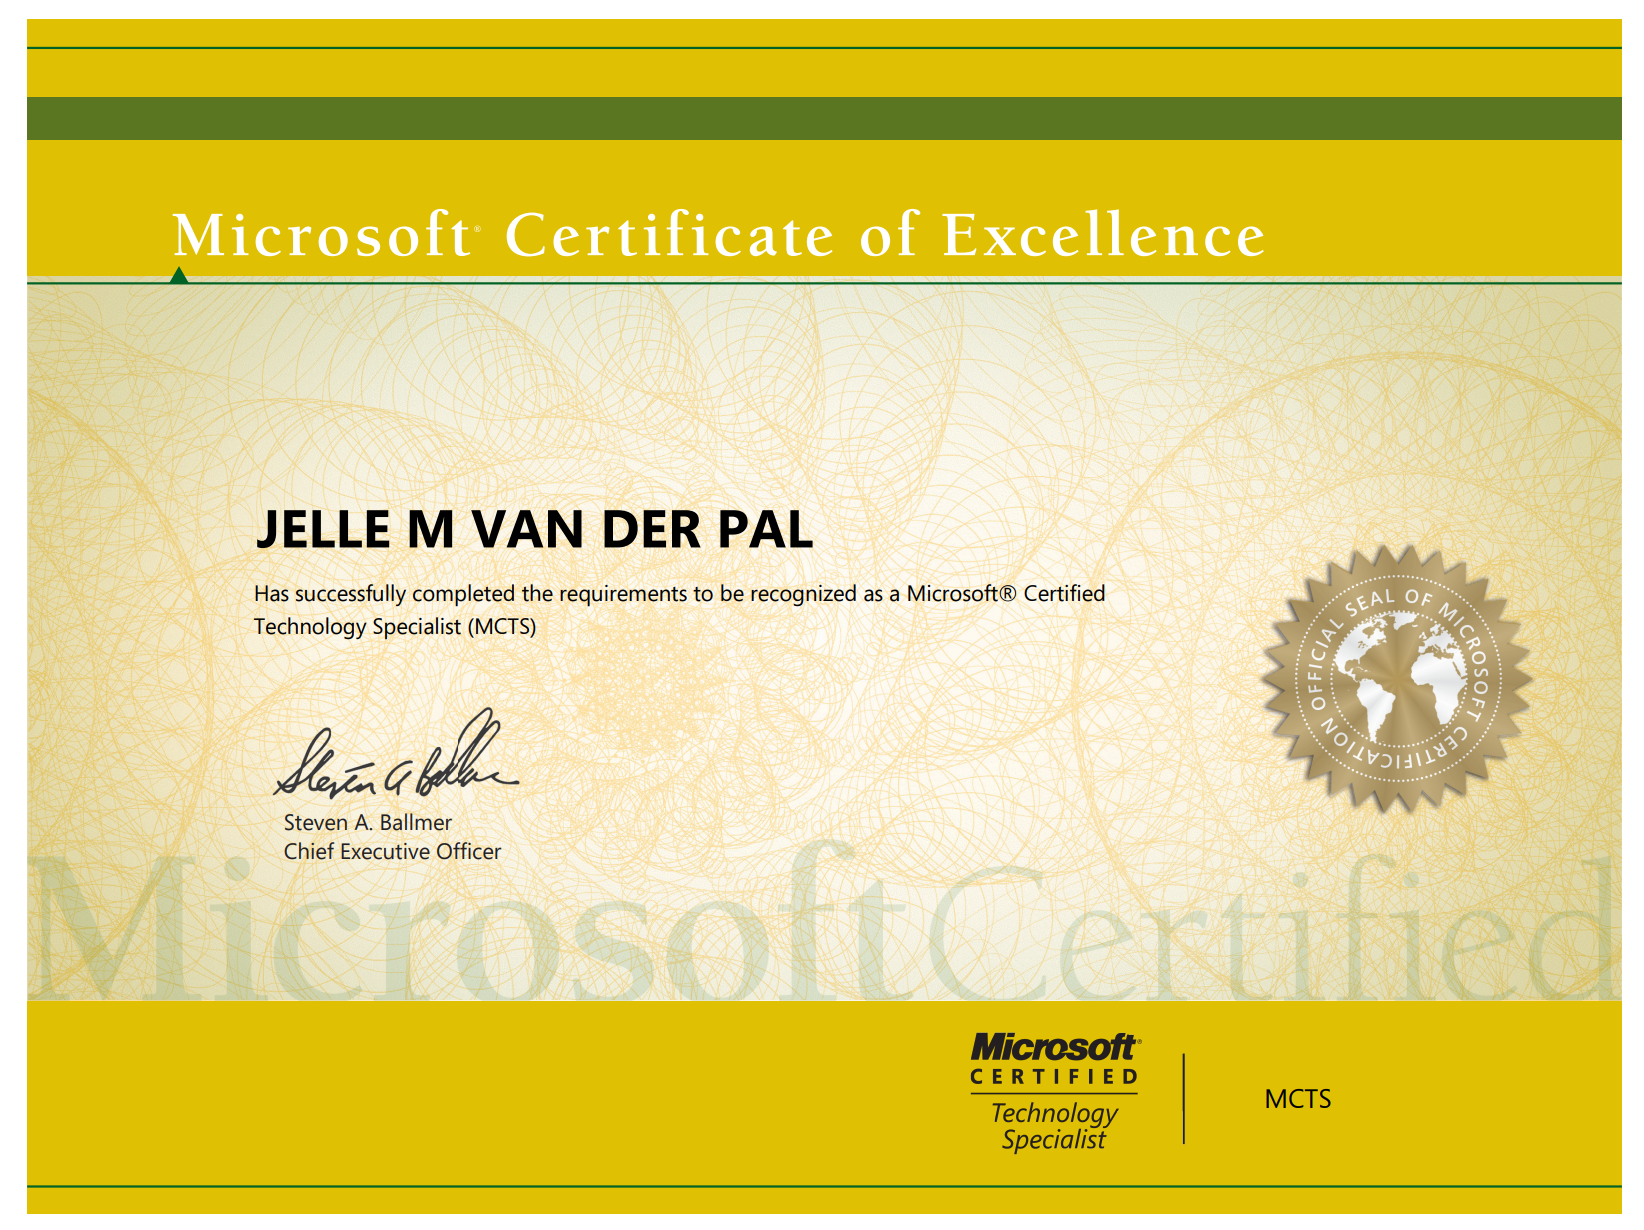 Microsoft® Certificate of Excellence
JELLE M VAN DER PAL
Has successfully completed the requirements to be recognized as a Microsoft® Certified
Technology Specialist (MCTS)
OFFICIAL SEAL OF MICROSOFT CERTIFICATION
Steven A Ballmer
Steven A. Ballmer
Chief Executive Officer
MicrosoftCertified
Microsoft®
CERTIFIED
Technology
Specialist
MCTS